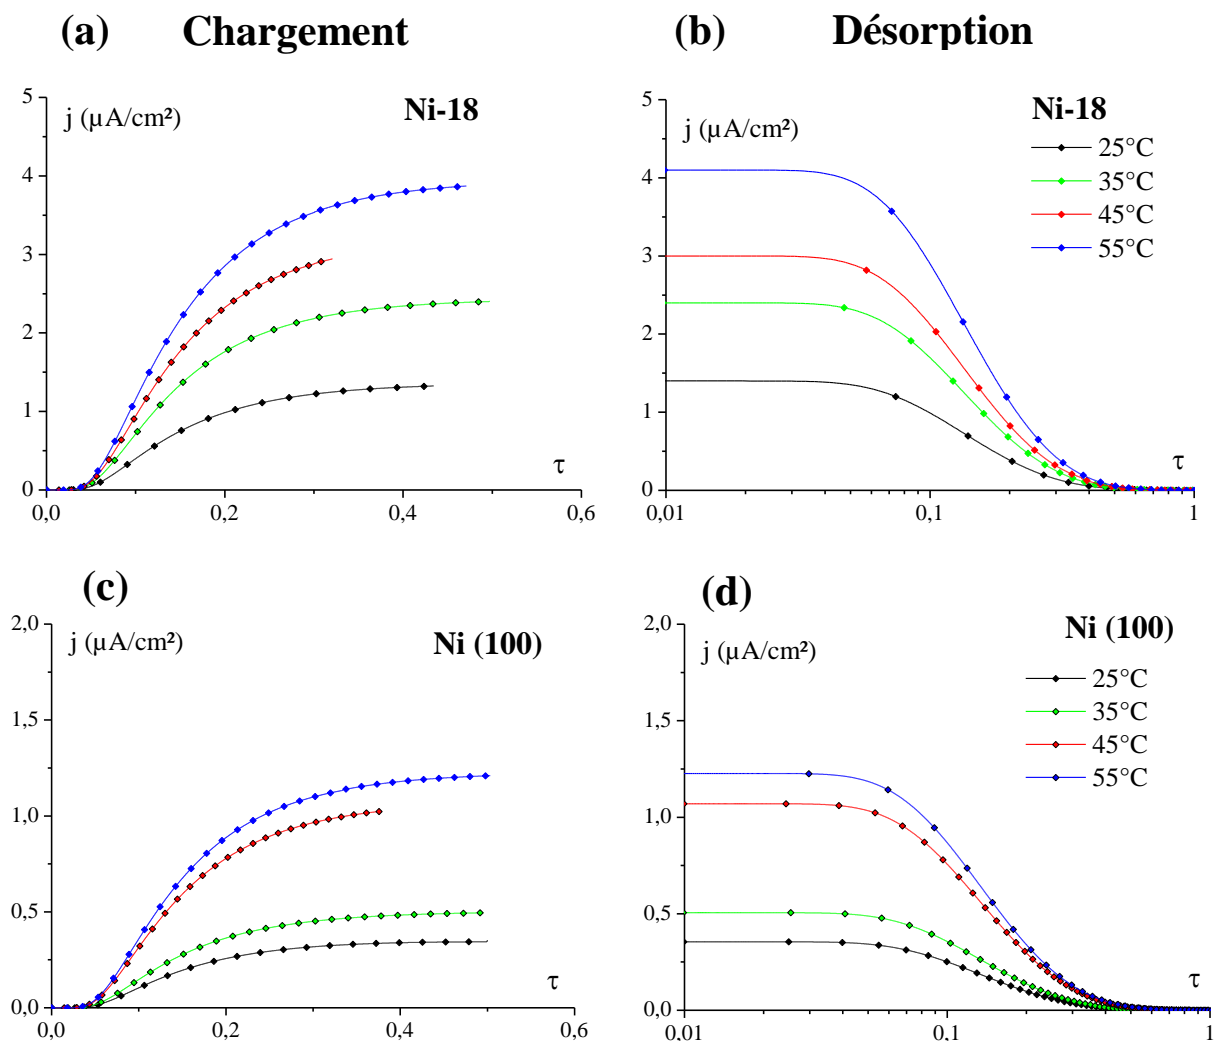 (a) Chargement
(b) Désorption
j (µA/cm²)
Ni-18
5
4
3
2
1
0
0,0 0,2 0,4 0,6
τ
j (µA/cm²)
Ni-18
25°C
35°C
45°C
55°C
5
4
3
2
1
0
0,01 0,1 1
τ
(c)
j (µA/cm²)
Ni (100)
2,0
1,5
1,0
0,5
0,0
0,0 0,2 0,4 0,6
τ
(d)
j (µA/cm²)
Ni (100)
25°C
35°C
45°C
55°C
2,0
1,5
1,0
0,5
0,0
0,01 0,1 1
τ